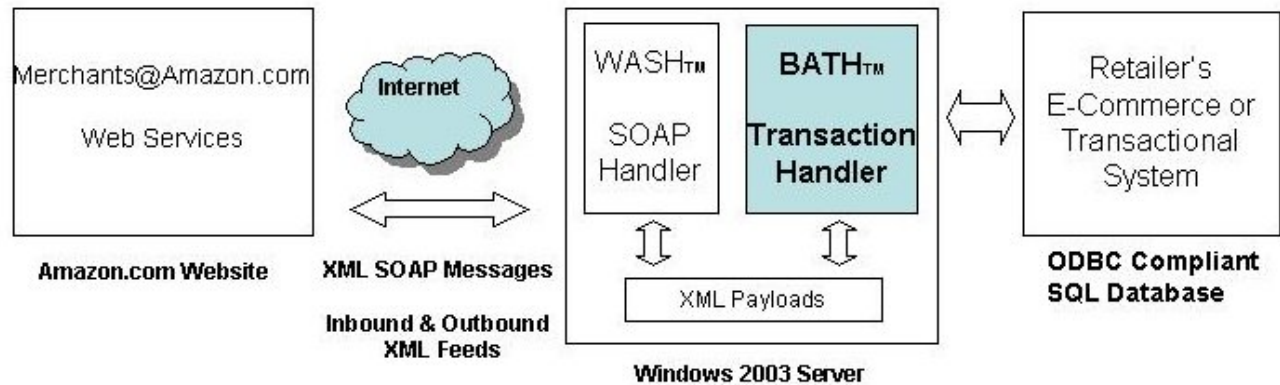 Merchants@Amazon.com
Web Services
Amazon.com Website
Internet
XML SOAP Messages
Inbound & Outbound
XML Feeds
WASH™
SOAP
Handler
BATH™
Transaction
Handler
XML Payloads
Windows 2003 Server
Retailer's
E-Commerce or
Transactional
System
ODBC Compliant
SQL Database